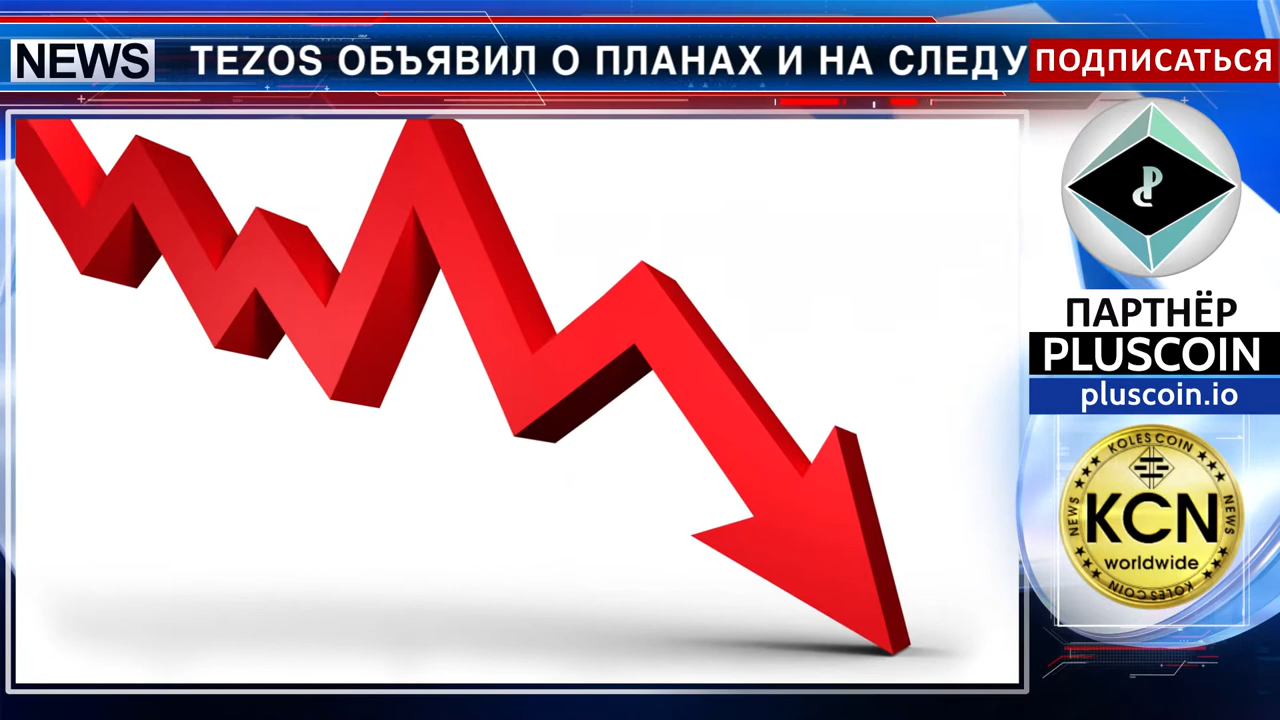 NEWS
TEZOS ОБЪЯВИЛ О ПЛАНАХ И НА СЛЕДУ
ПОДПИСАТЬСЯ
ПАРТНЁР
PLUSCOIN
pluscoin.io
KOLES COIN
NEWS
KCN
NEWS
worldwide
KOLES COIN